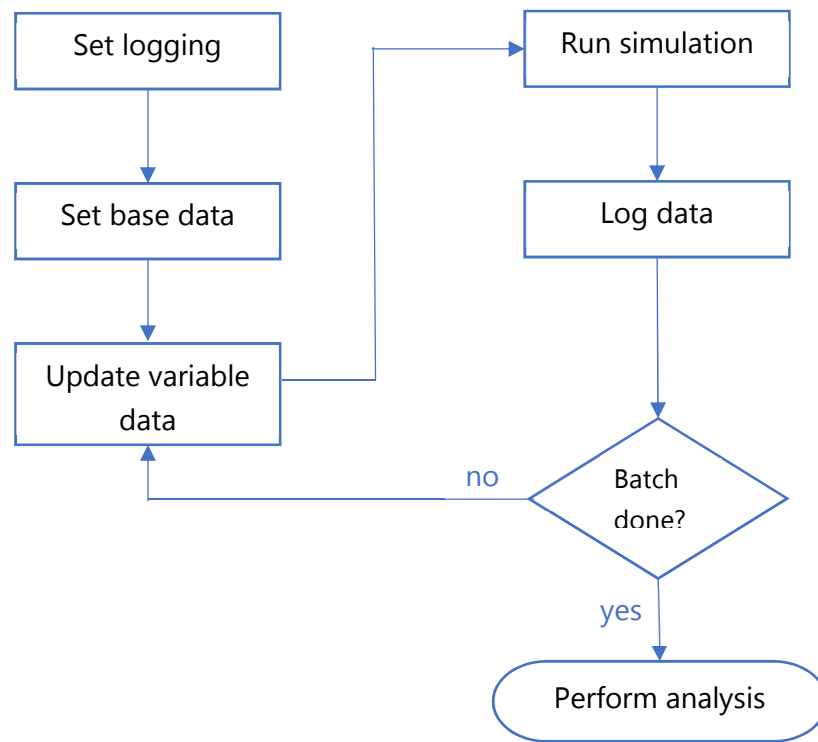 Set logging
Set base data
Update variable
data
Run simulation
Log data
Batch
done?
no
yes
Perform analysis